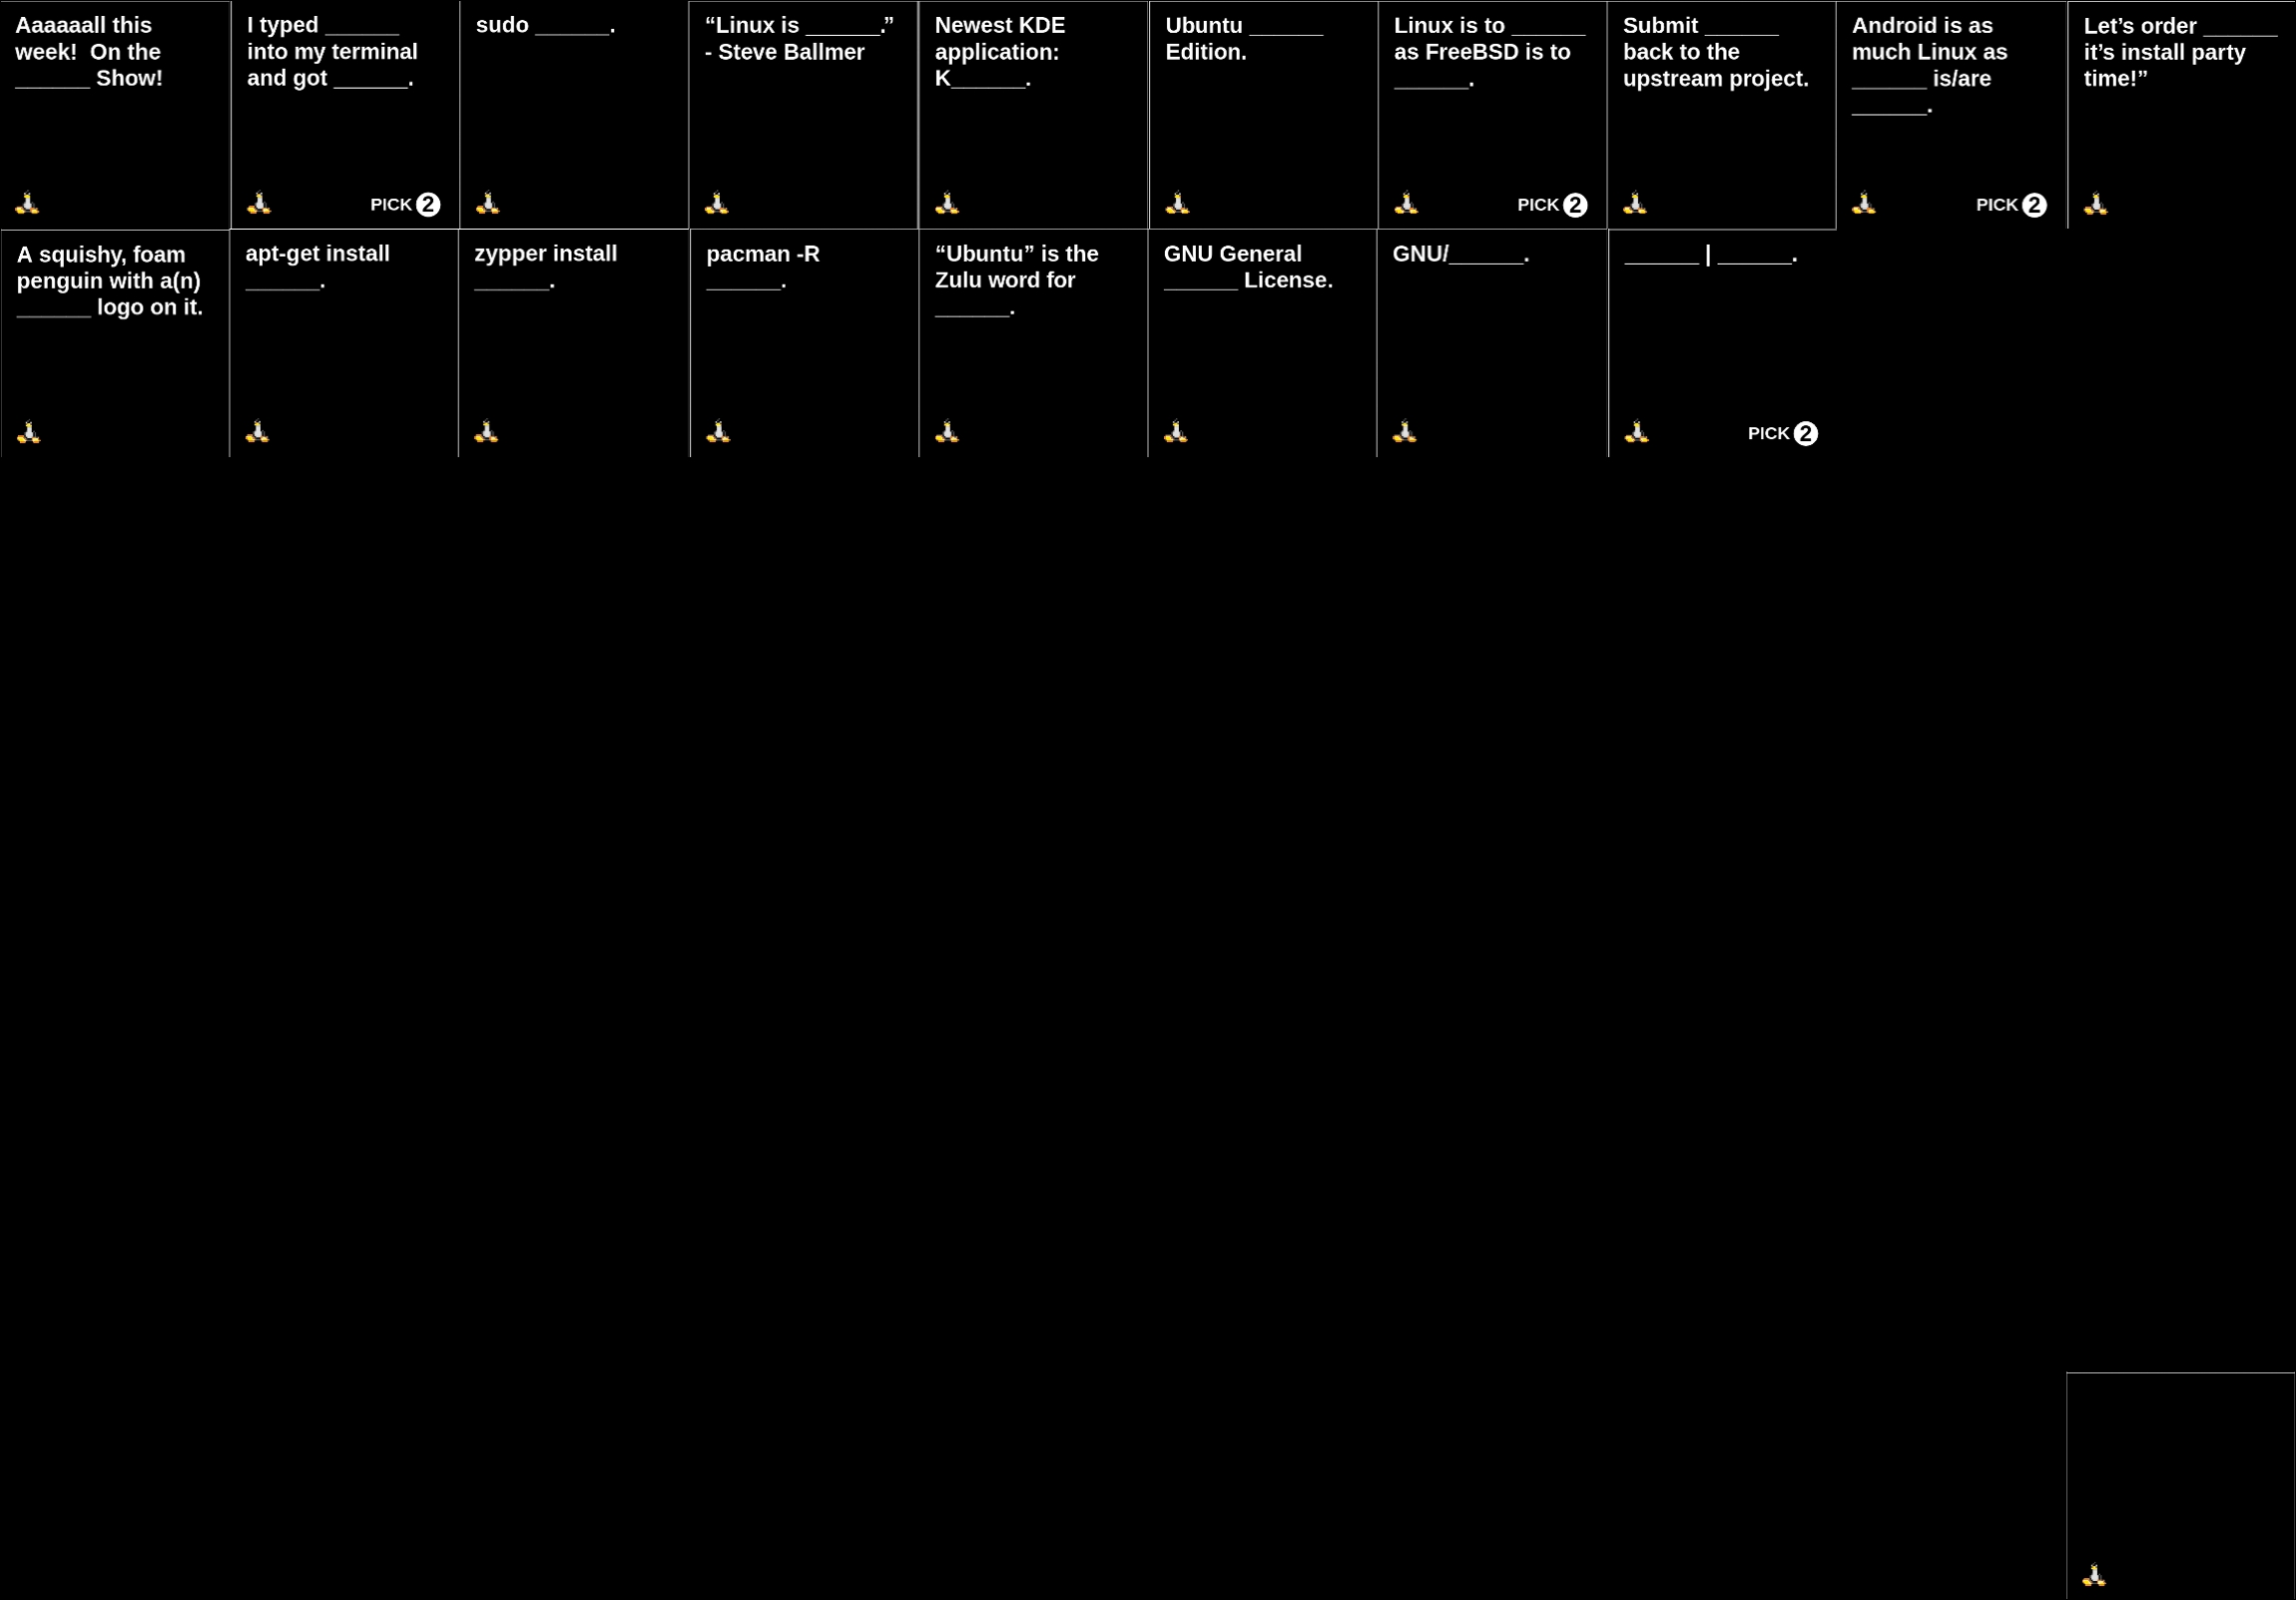 Aaaaaall this
week!  On the
______ Show!
I typed ______
into my terminal
and got ______.
PICK 2
sudo ______.
“Linux is ______.”
- Steve Ballmer
Newest KDE
application:
K______.
Ubuntu ______
Edition.
Linux is to ______
as FreeBSD is to
______.
PICK 2
Submit ______
back to the
upstream project.
Android is as
much Linux as
______ is/are
______.
PICK 2
Let’s order ______
it’s install party
time!”
A squishy, foam
penguin with a(n)
______ logo on it.
apt-get install
______.
zypper install
______.
pacman -R
______.
“Ubuntu” is the
Zulu word for
______.
GNU General
______ License.
GNU/______.
______ | ______.
PICK 2